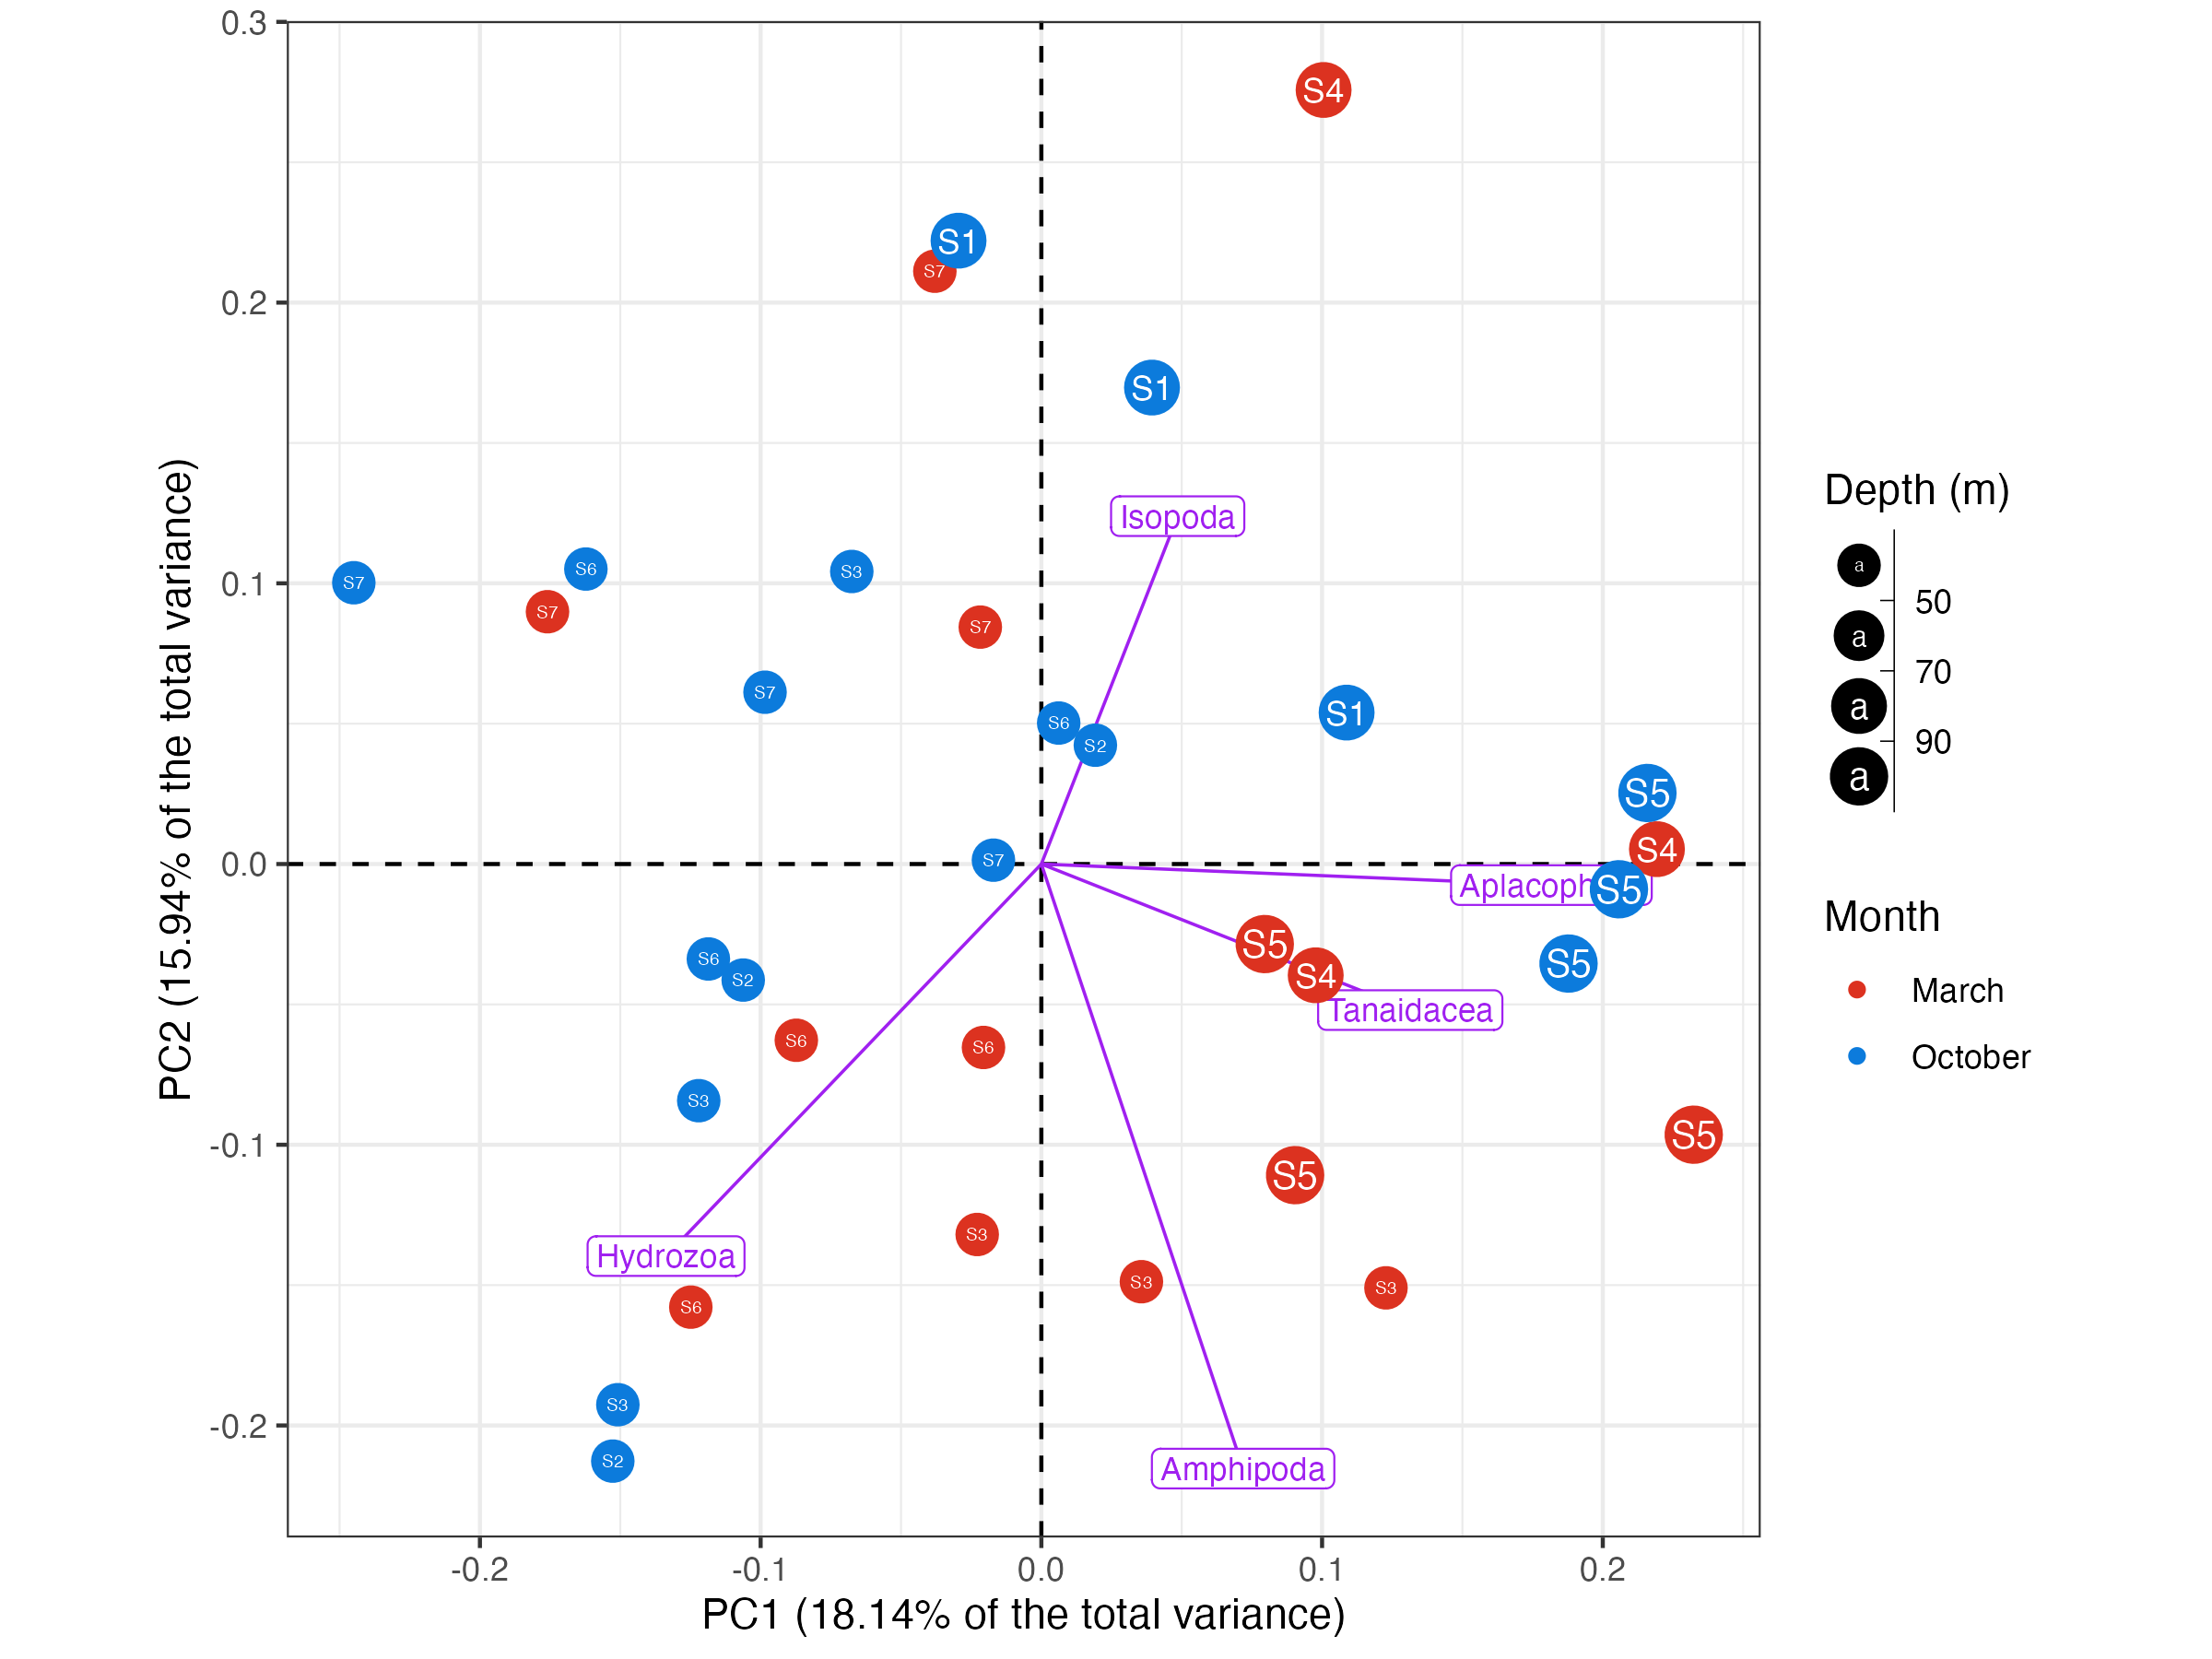 0.3
0.2
0.1
0.0
-0.1
-0.2
PC2 (15.94% of the total variance)
S4
S1
S7
S1
Isopoda
S7
S6
S3
S7
S7
S7
S6
S2
S1
S5
S4
S7
Aplacoph
S5
S5
S4
S5
Tanaidacea
S6
S2
S6
S6
S3
S5
S5
S3
Hydrozoa
S3
S3
S6
S3
S2
Amphipoda
-0.2
-0.1
0.0
0.1
0.2
PC1 (18.14% of the total variance)
Depth (m)
a
50
a
70
a
90
a
Month
March
October